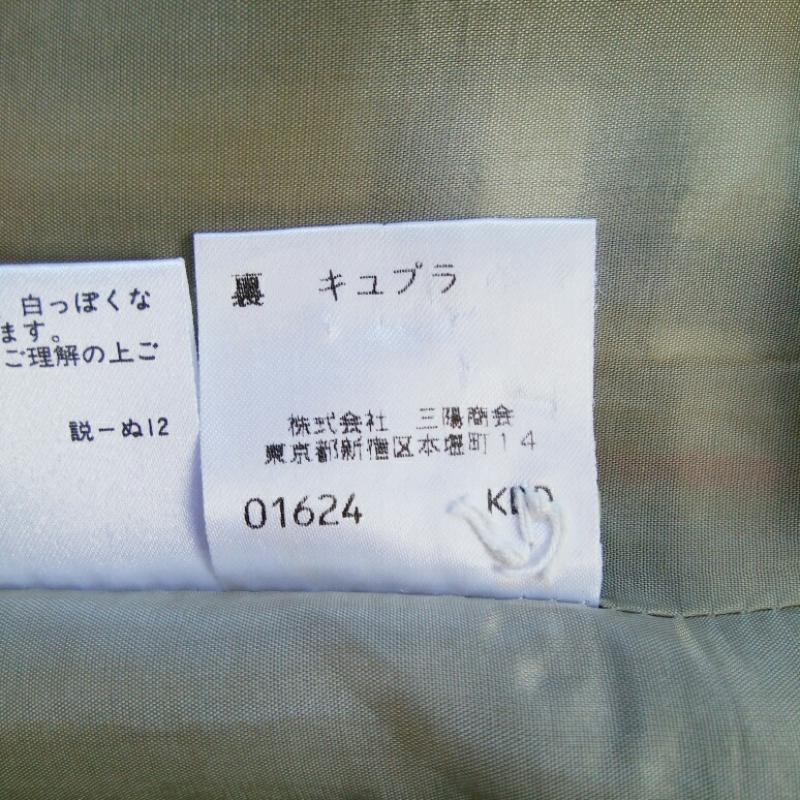 白っぽくな
ます。
ご理解の上ご
説－ぬ12
裏 キュプラ
株式会社 三陽商会
東京都新宿区本塩町14
01624